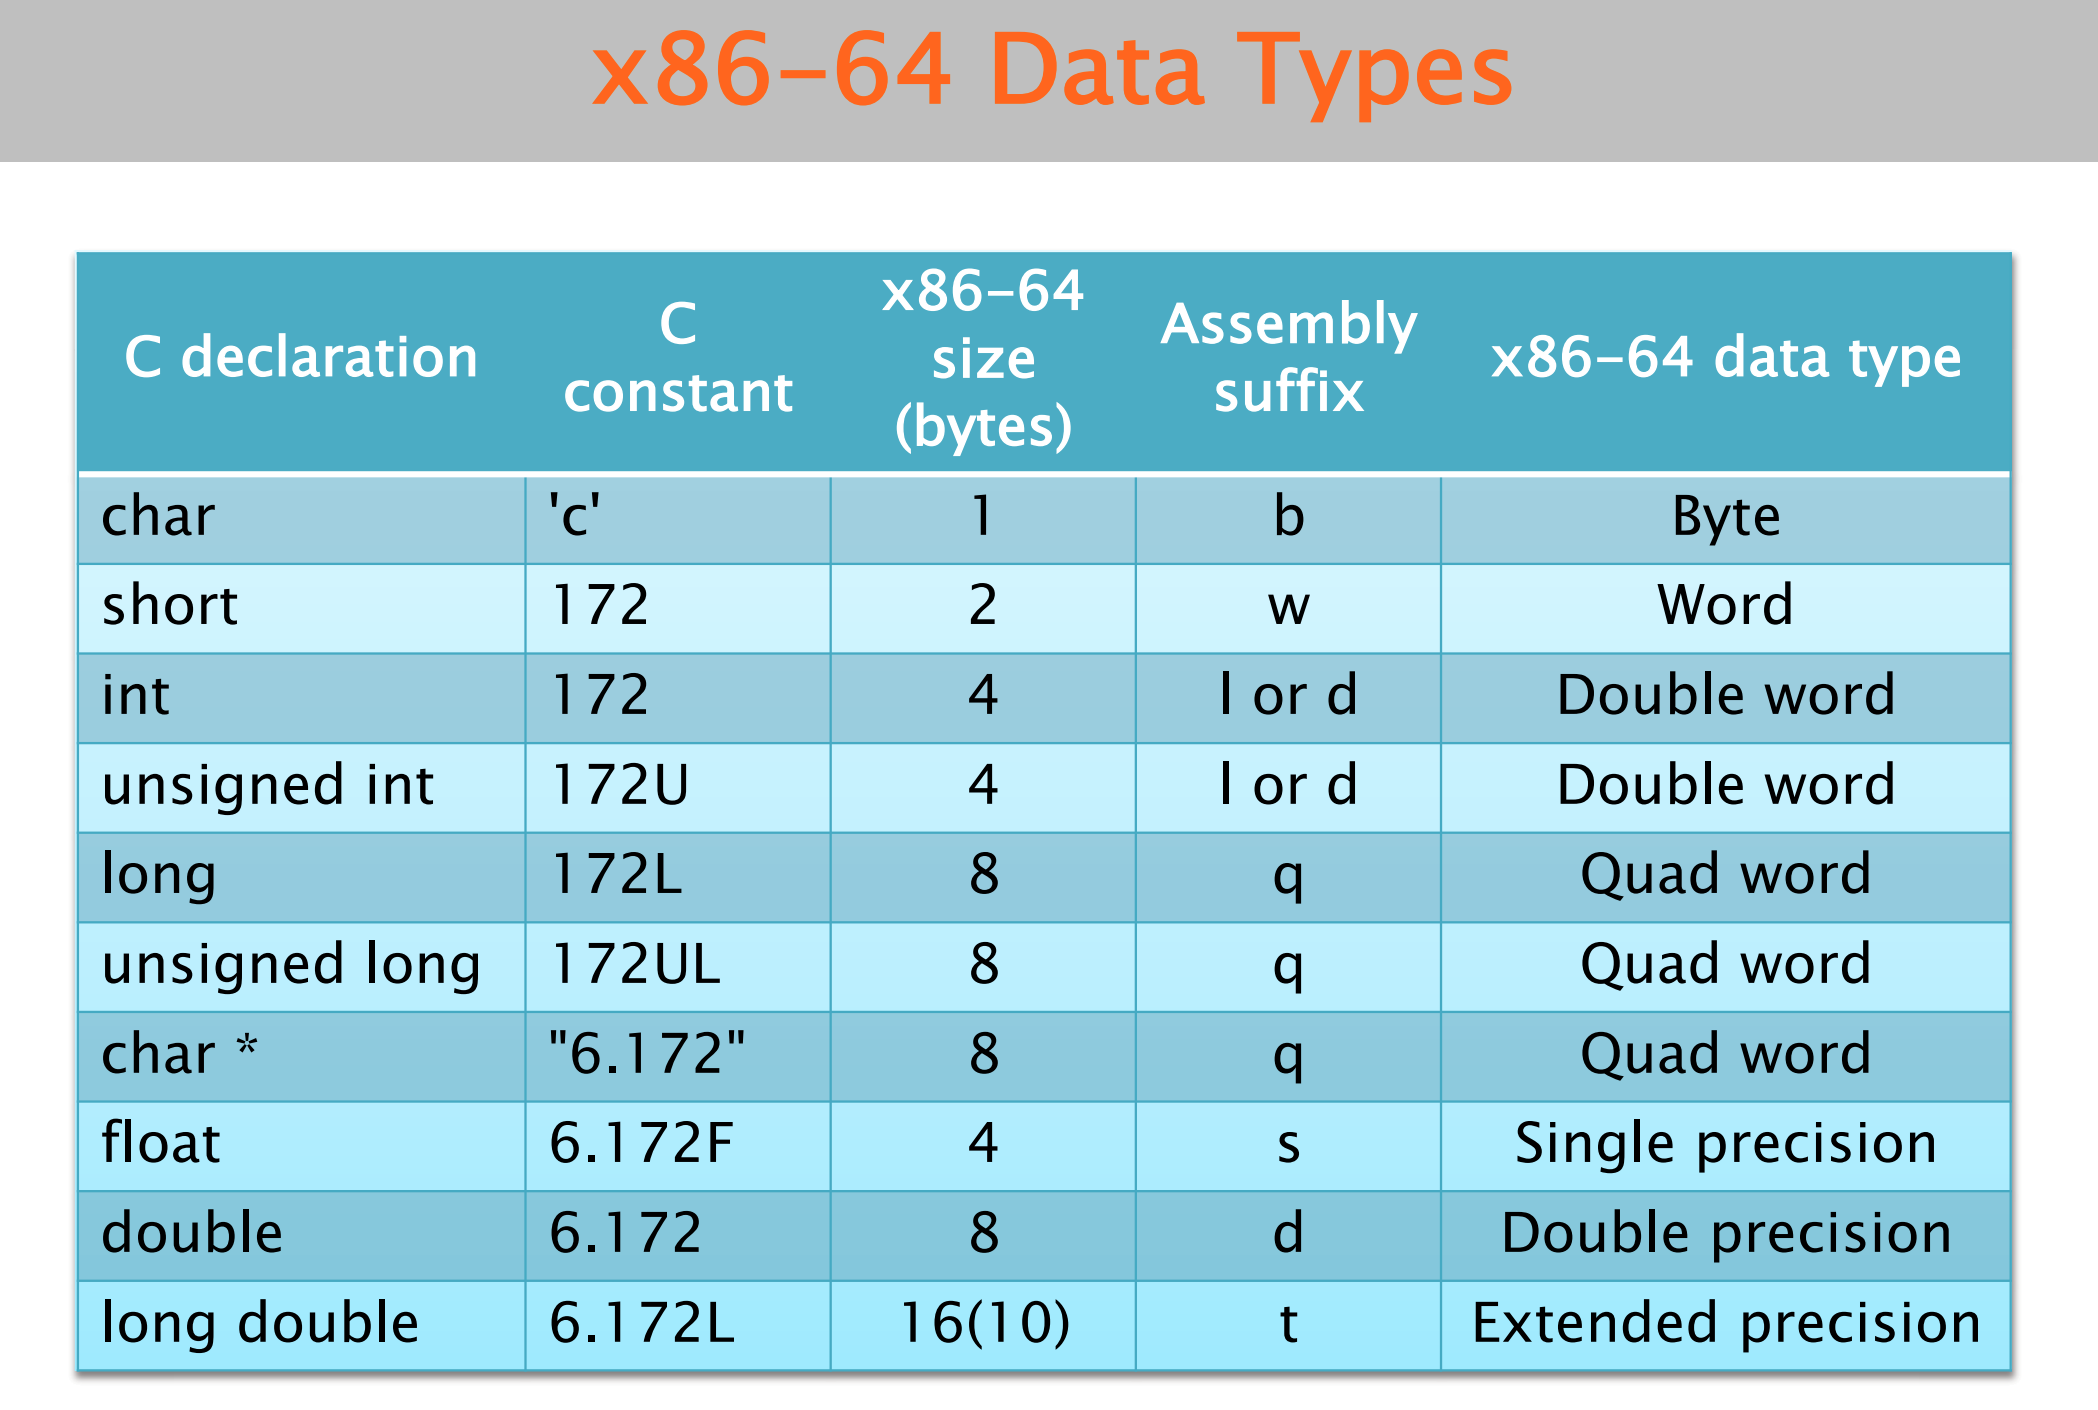 x86-64 Data Types
C declaration
C
constant
x86-64
size
(bytes)
Assembly
suffix
x86-64 data type
char 'c' 1 b Byte
short 172 2 w Word
int 172 4 l or d Double word
unsigned int 172U 4 l or d Double word
long 172L 8 q Quad word
unsigned long 172UL 8 q Quad word
char * "6.172" 8 q Quad word
float 6.172F 4 s Single precision
double 6.172 8 d Double precision
long double 6.172L 16(10) t Extended precision